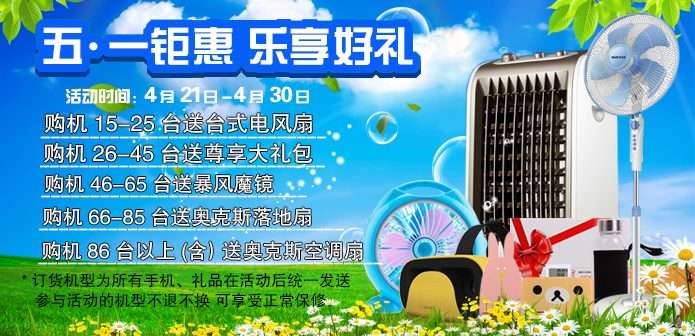 五·一钜惠 乐享好礼
活动时间：4月21日-4月30日
购机 15-25 台送台式电风扇
购机 26-45 台送尊享大礼包
购机 46-65 台送暴风魔镜
购机 66-85 台送奥克斯落地扇
购机 86 台以上(含) 送奥克斯空调扇
* 订货机型为所有手机、礼品在活动后统一发送
参与活动的机型不退不换 可享受正常保修